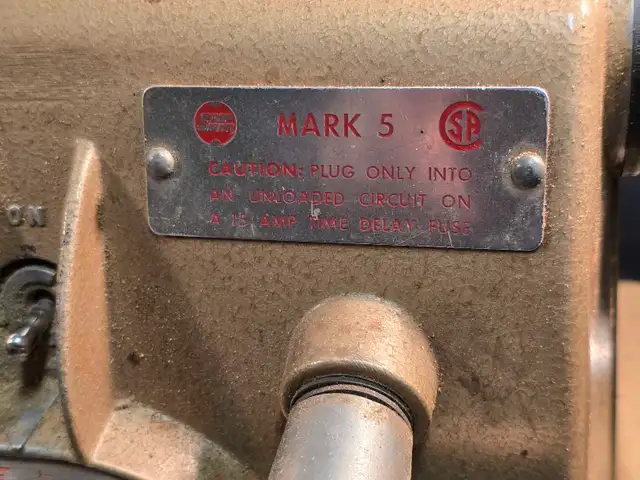 MARK 5
CAUTION: PLUG ONLY INTO
AN UNLOADED CIRCUIT ON
A 15 AMP TIME DELAY FUSE
ON